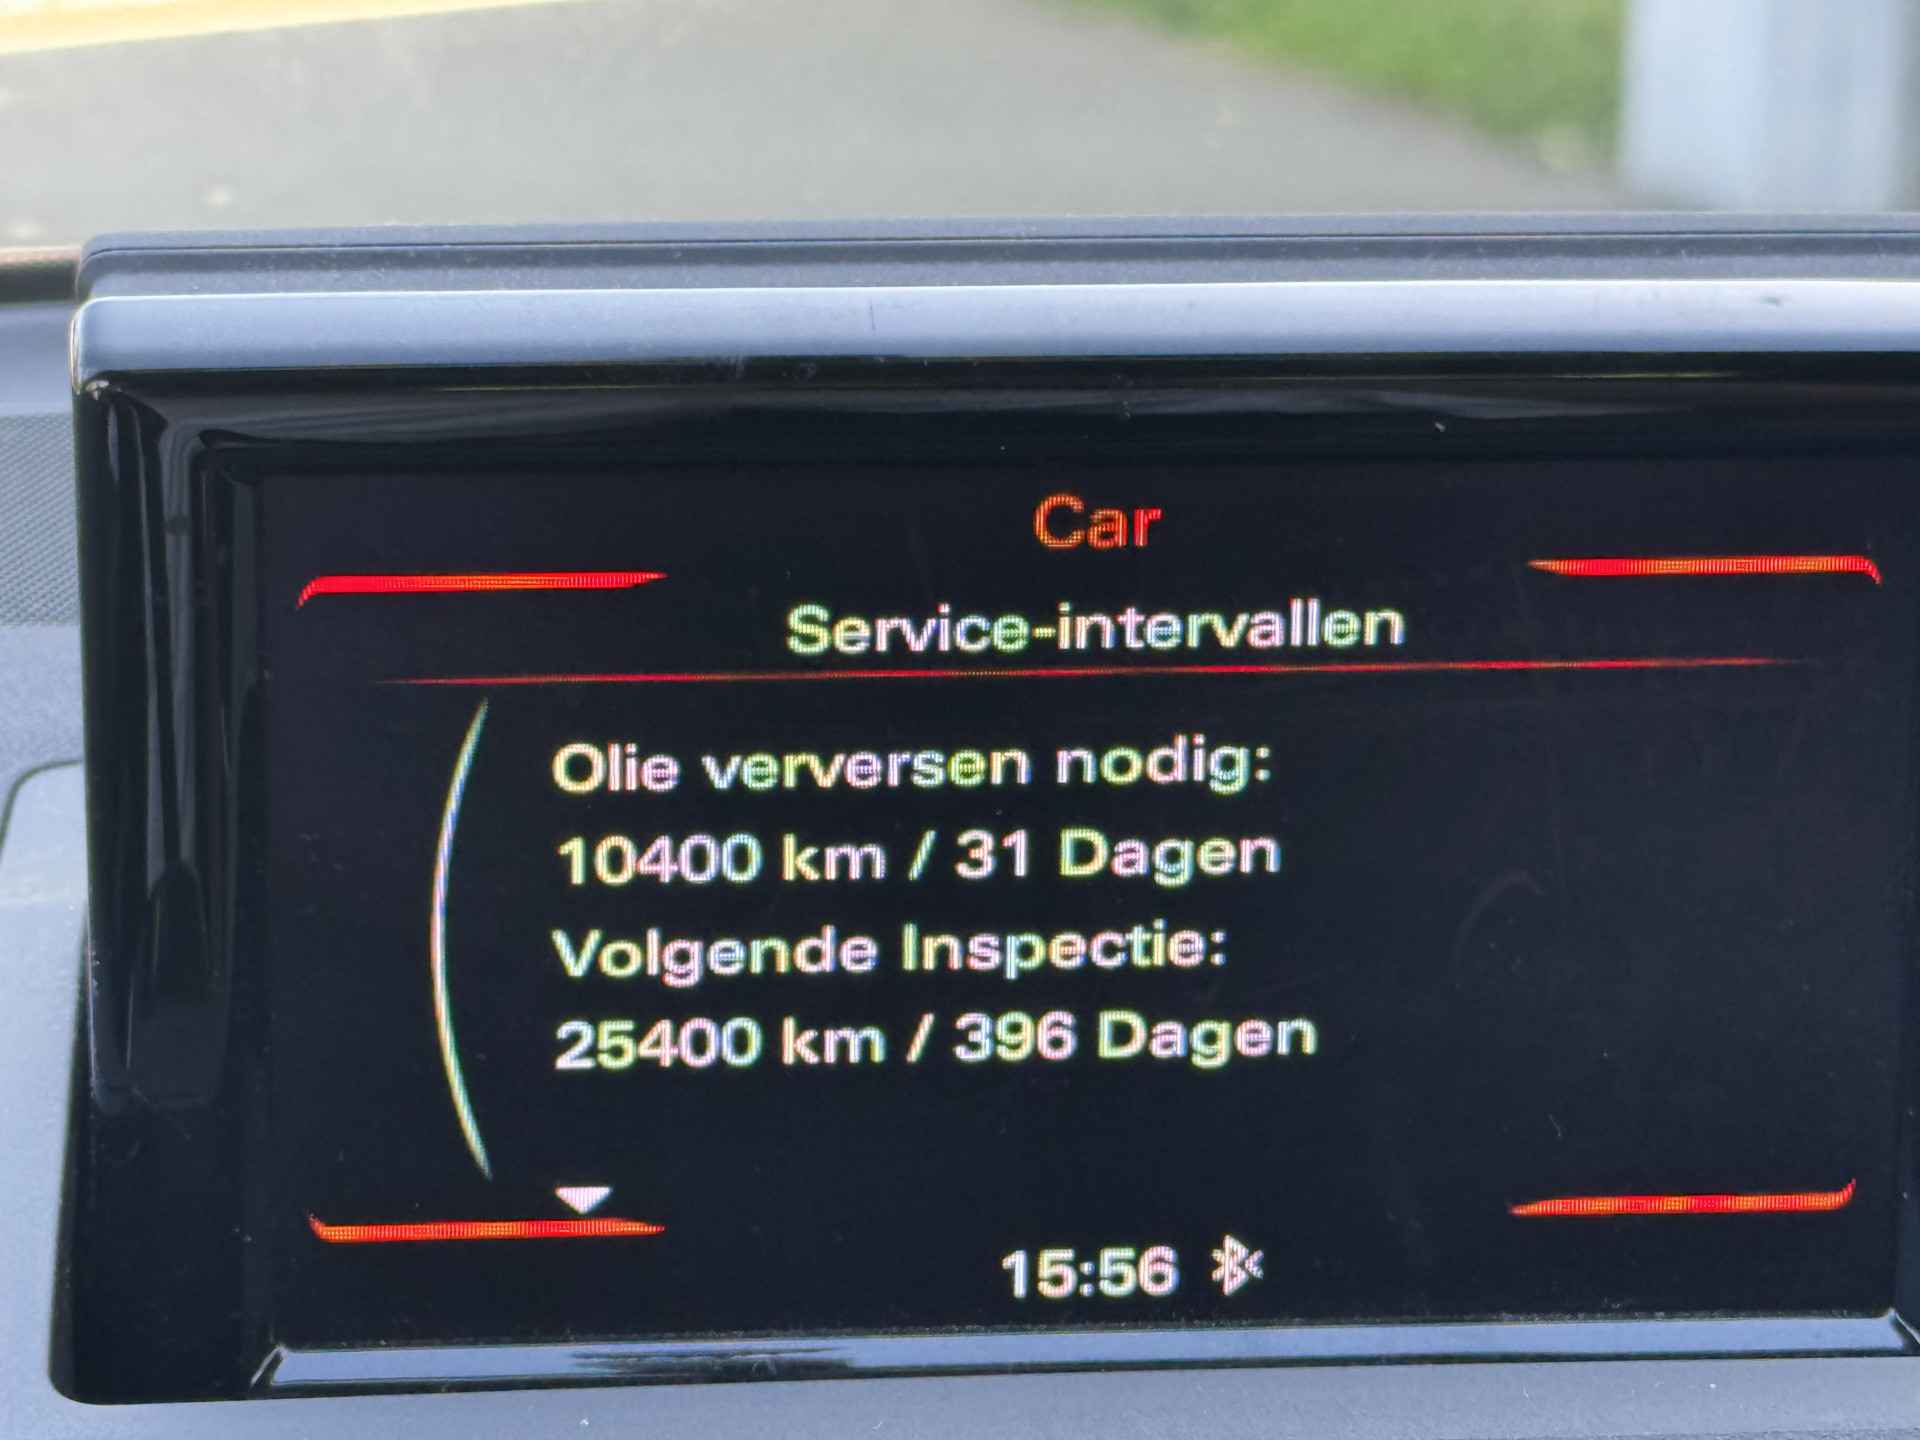 Car
Service-intervallen
Olie verversen nodig:
10400 km / 31 Dagen
Volgende Inspectie:
25400 km / 396 Dagen
15:56